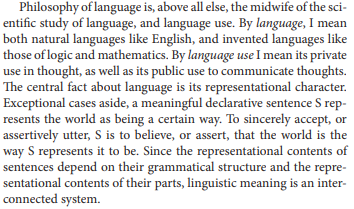 Philosophy of language is, above all else, the midwife of the sci-
entific study of language, and language use. By language, I mean
both natural languages like English, and invented languages like
those of logic and mathematics. By language use I mean its private
use in thought, as well as its public use to communicate thoughts.
The central fact about language is its representational character.
Exceptional cases aside, a meaningful declarative sentence S rep-
resents the world as being a certain way. To sincerely accept, or
assertively utter, S is to believe, or assert, that the world is the
way S represents it to be. Since the representational contents of
sentences depend on their grammatical structure and the repre-
sentational contents of their parts, linguistic meaning is an inter-
connected system.